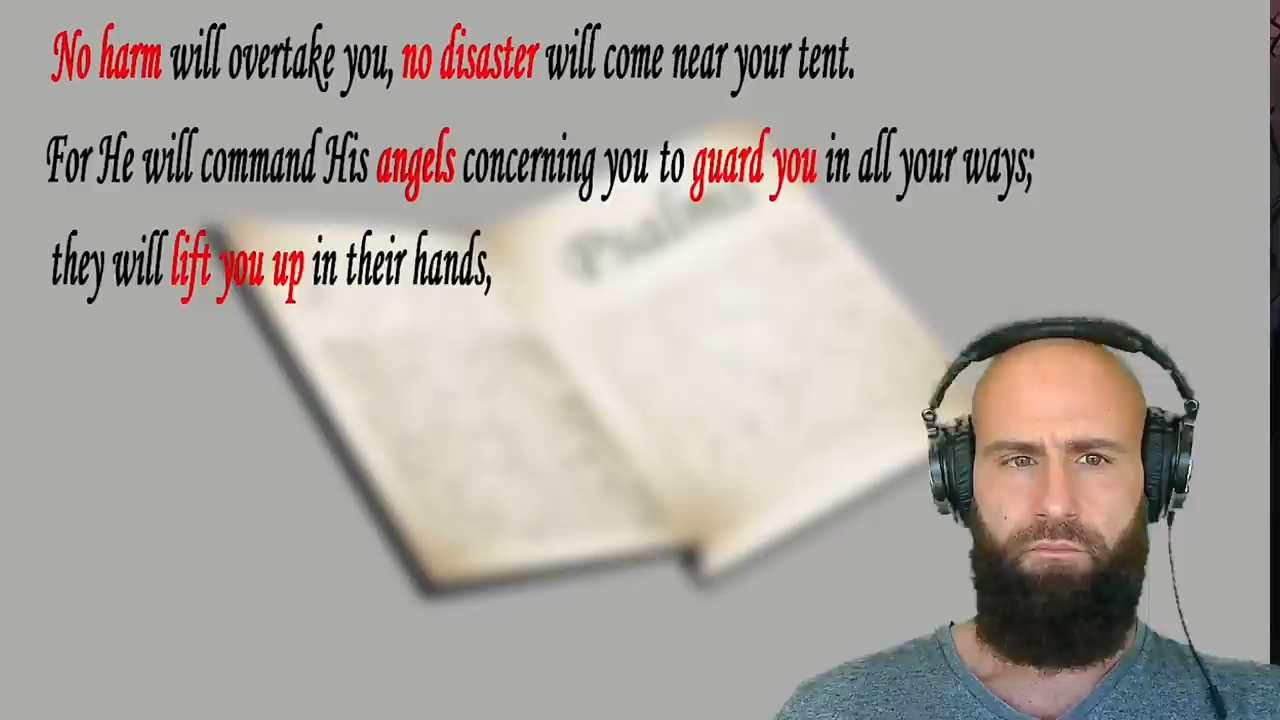 No harm will overtake you, no disaster will come near your tent.
For He will command His angels concerning you to guard you in all your ways;
they will lift you up in their hands,
Psalms